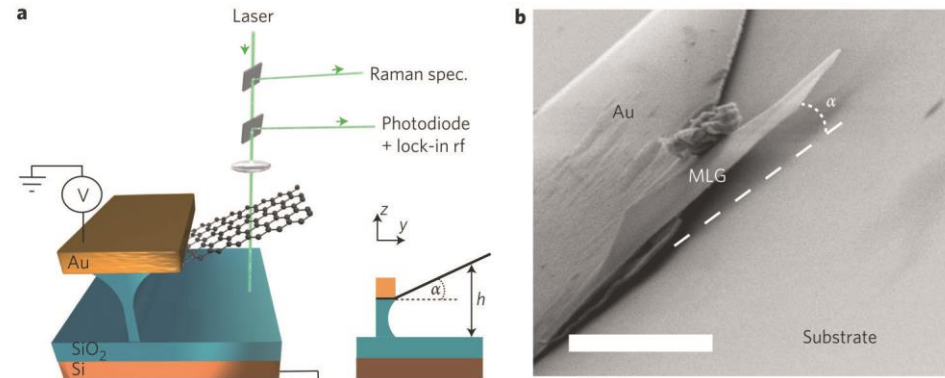 a
Laser
Raman spec.
Photodiode
+ lock-in rf
V
Au
SiO₂
Si
z
y
α
h
b
Au
α
MLG
Substrate